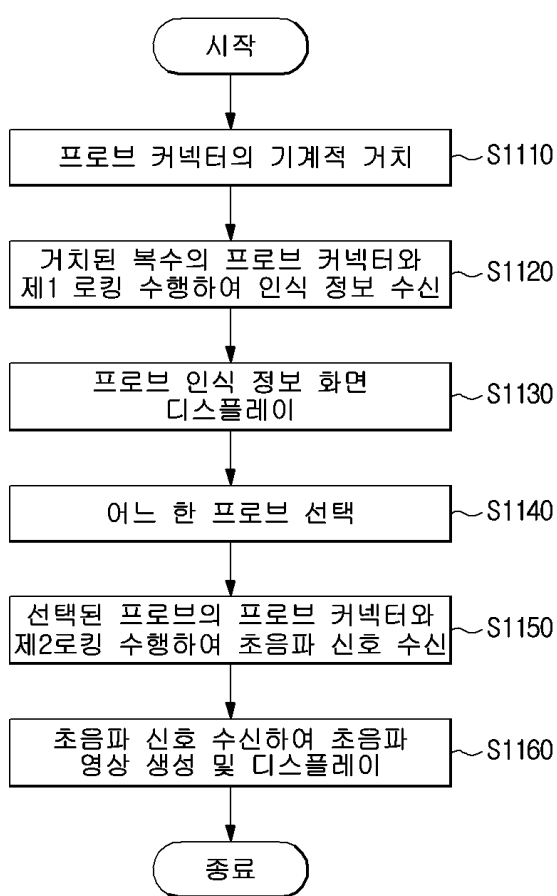 시작
프로브 커넥터의 기계적 거치
S1110
거치된 복수의 프로브 커넥터와
제1 로킹 수행하여 인식 정보 수신
S1120
프로브 인식 정보 화면
디스플레이
S1130
어느 한 프로브 선택
S1140
선택된 프로브의 프로브 커넥터와
제2로킹 수행하여 초음파 신호 수신
S1150
초음파 신호 수신하여 초음파
영상 생성 및 디스플레이
S1160
종료